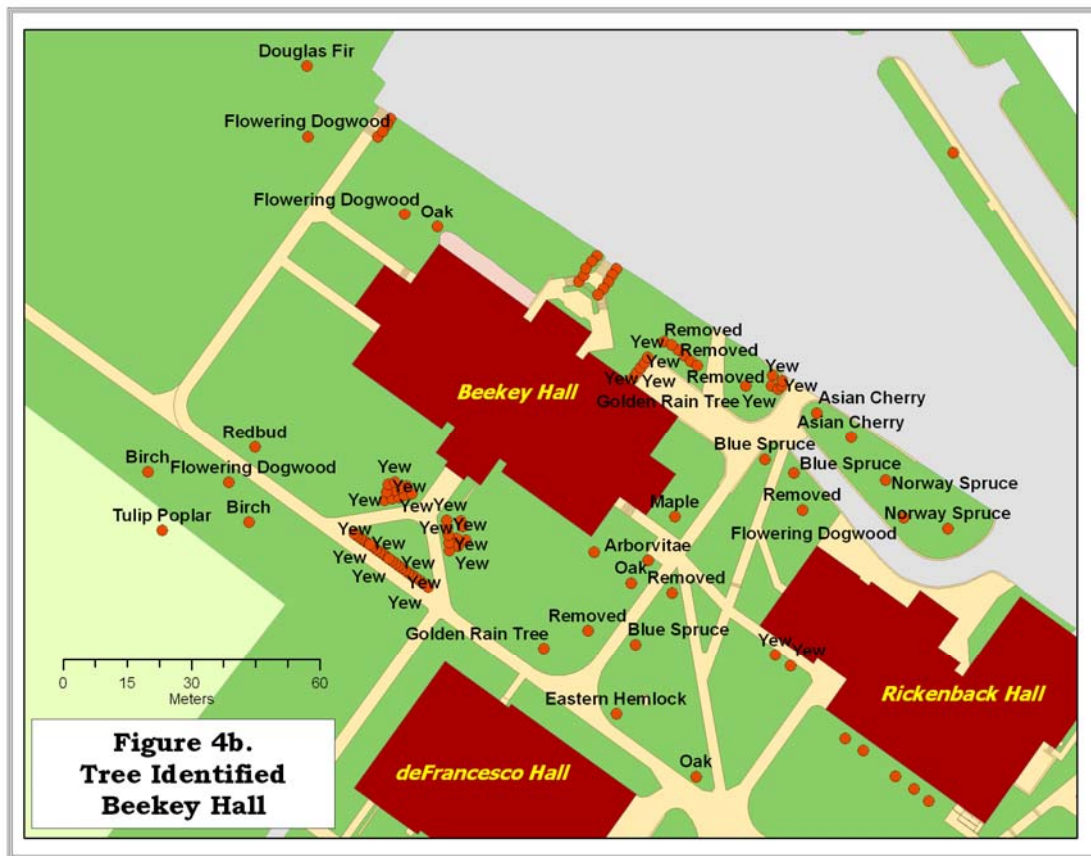 Douglas Fir
Flowering Dogwood
Flowering Dogwood
Oak
Removed
Yew
Removed
Yew
Yew
Yew Yew
Removed
Yew
Golden Rain Tree Yew
Asian Cherry
Beekey Hall
Asian Cherry
Redbud
Blue Spruce
Birch
Flowering Dogwood
Yew
Blue Spruce
Yew
Norway Spruce
Yew
YewYew
Maple
Removed
Tulip Poplar
Birch
Yew
Yew
Norway Spruce
Flowering Dogwood
Yew
Yew
Yew
Arborvitae
Yew
Yew
Yew
Oak
Removed
Yew
Yew
Yew
Removed
Golden Rain Tree
Blue Spruce
Yew
Yew
0 15 30 60
Meters
Eastern Hemlock
Rickenback Hall
Figure 4b.
Tree Identified
Beekey Hall
deFrancesco Hall
Oak